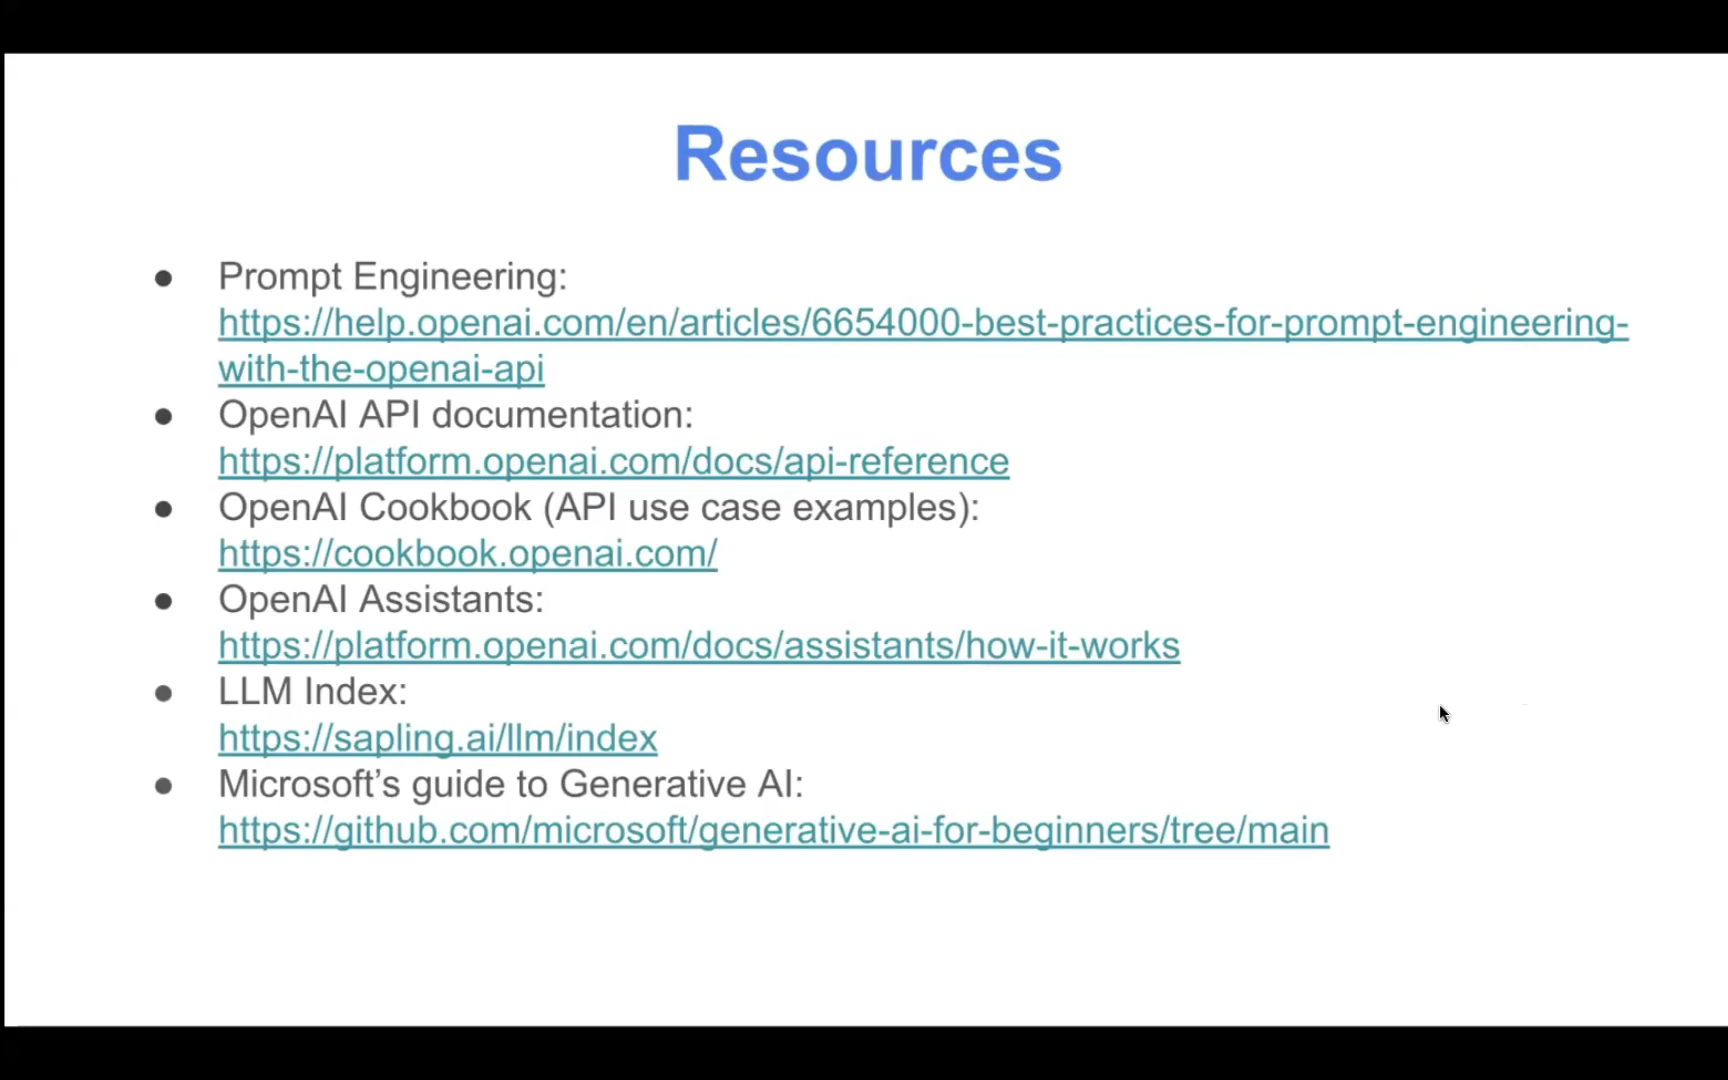 Resources
● Prompt Engineering:
https://help.openai.com/en/articles/6654000-best-practices-for-prompt-engineering-
with-the-openai-api
● OpenAI API documentation:
https://platform.openai.com/docs/api-reference
● OpenAI Cookbook (API use case examples):
https://cookbook.openai.com/
● OpenAI Assistants:
https://platform.openai.com/docs/assistants/how-it-works
● LLM Index:
https://sapling.ai/llm/index
● Microsoft’s guide to Generative AI:
https://github.com/microsoft/generative-ai-for-beginners/tree/main